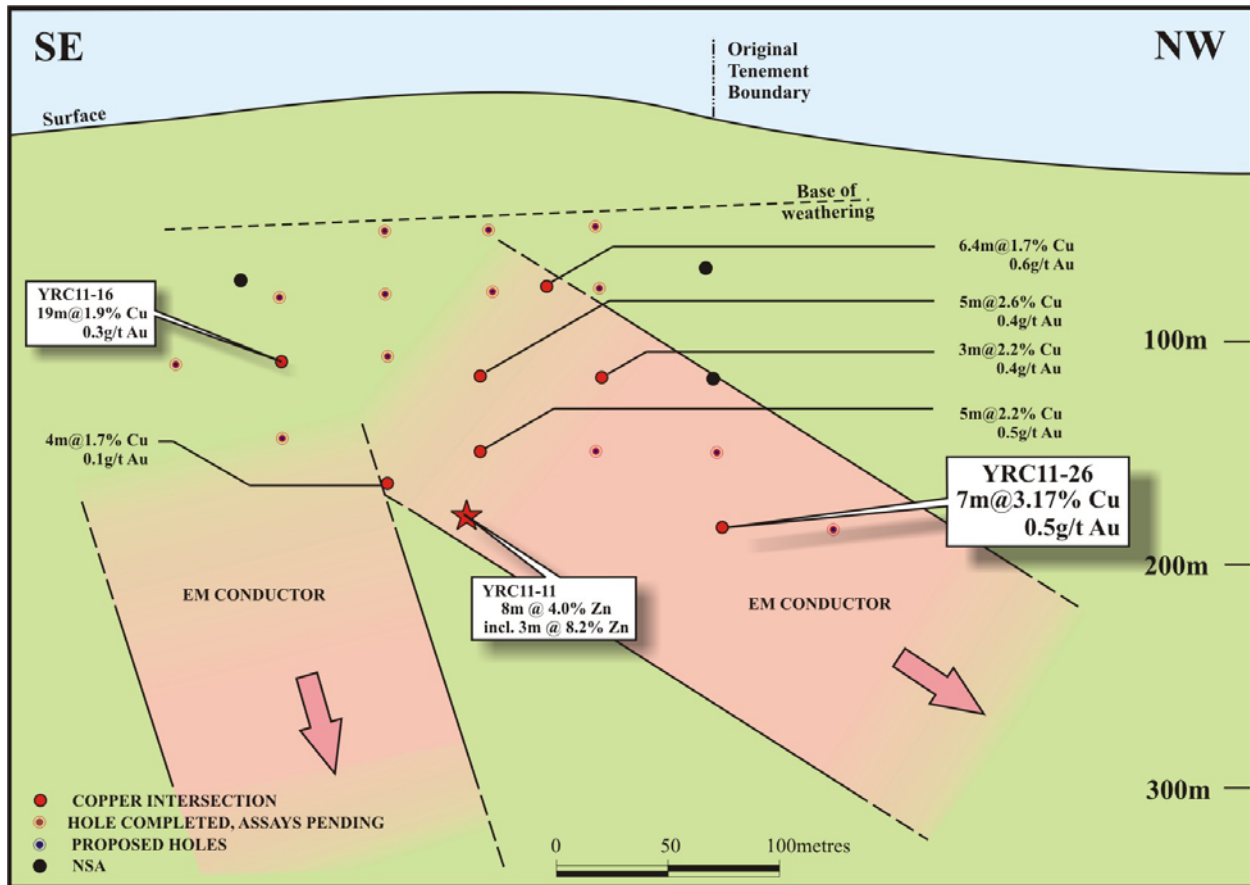 SE
NW
Original
Tenement
Boundary
Surface
Base of
weathering
6.4m@1.7% Cu
0.6g/t Au
YRC11-16
19m@1.9% Cu
0.3g/t Au
5m@2.6% Cu
0.4g/t Au
100m
3m@2.2% Cu
0.4g/t Au
5m@2.2% Cu
0.5g/t Au
4m@1.7% Cu
0.1g/t Au
YRC11-26
7m@3.17% Cu
0.5g/t Au
200m
YRC11-11
8m @ 4.0% Zn
incl. 3m @ 8.2% Zn
EM CONDUCTOR
EM CONDUCTOR
300m
COPPER INTERSECTION
HOLE COMPLETED, ASSAYS PENDING
PROPOSED HOLES
NSA
0 50 100metres